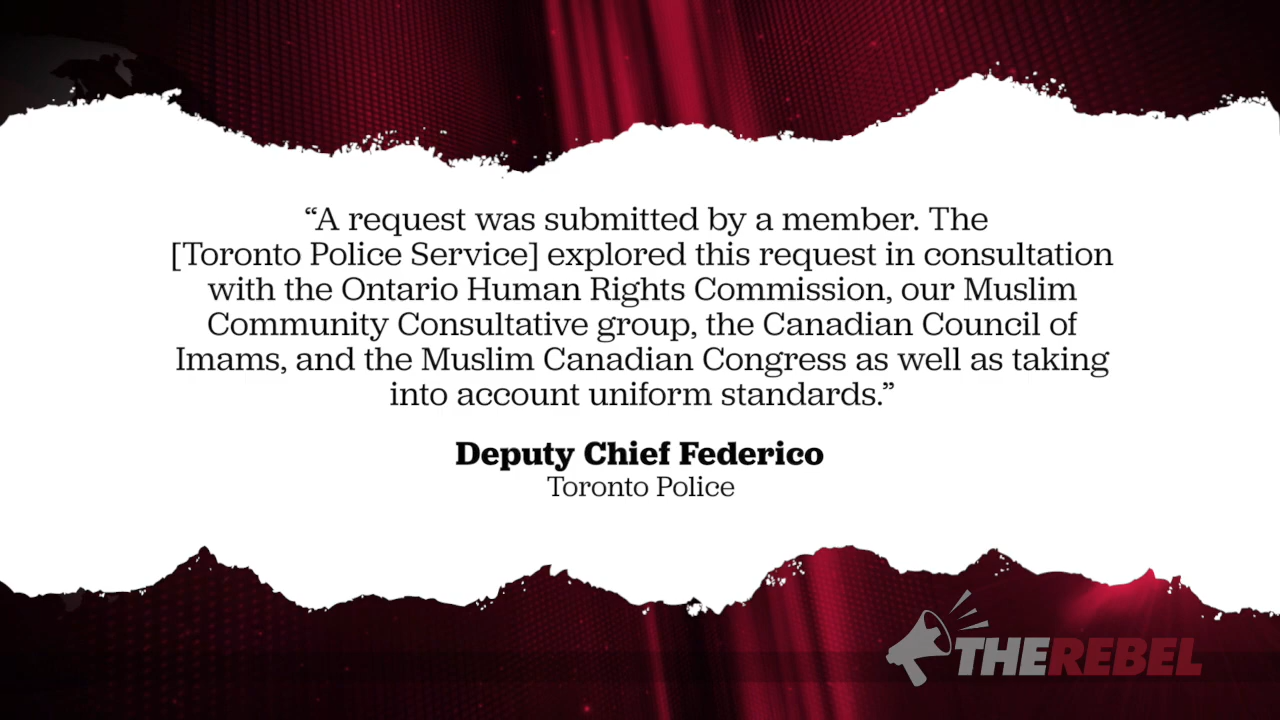 “A request was submitted by a member. The
[Toronto Police Service] explored this request in consultation
with the Ontario Human Rights Commission, our Muslim
Community Consultative group, the Canadian Council of
Imams, and the Muslim Canadian Congress as well as taking
into account uniform standards.”
Deputy Chief Federico
Toronto Police
THEREBEL